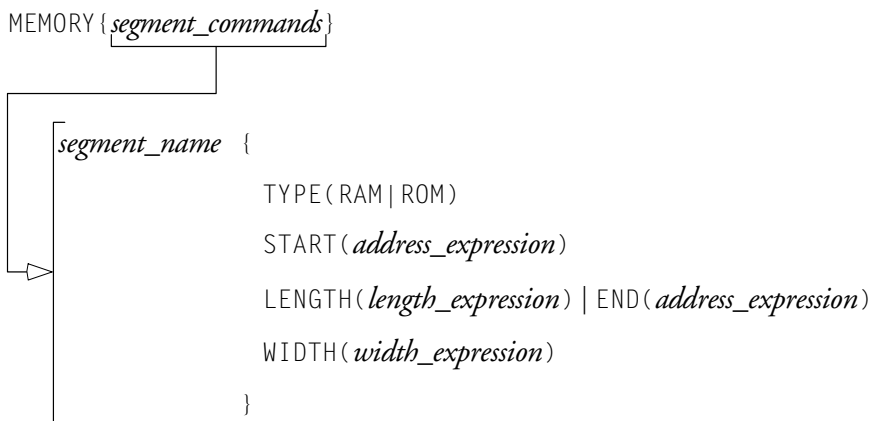 MEMORY{segment_commands}
segment_name {
TYPE(RAM|ROM)
START(address_expression)
LENGTH(length_expression)|END(address_expression)
WIDTH(width_expression)
}